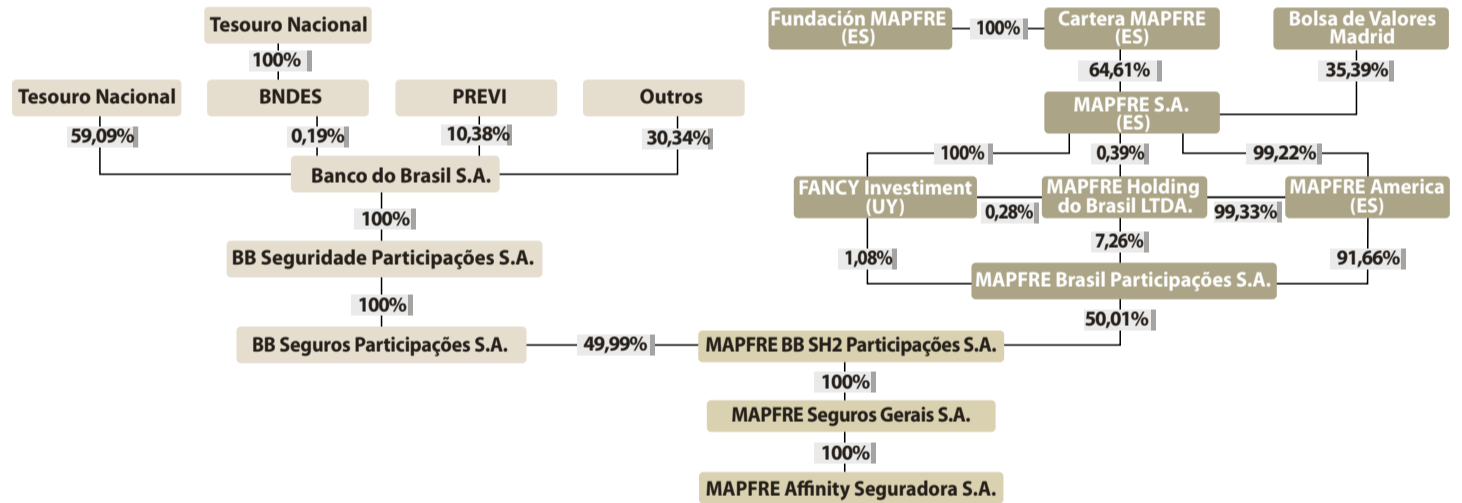 Tesouro Nacional
100%
Tesouro Nacional
BNDES
PREVI
Outros
59,09%
0,19%
10,38%
30,34%
Banco do Brasil S.A.
100%
BB Seguridade Participações S.A.
100%
BB Seguros Participações S.A.
49,99%
Fundación MAPFRE
(ES)
100%
Cartera MAPFRE
(ES)
Bolsa de Valores
Madrid
64,61%
35,39%
MAPFRE S.A.
(ES)
100%
0,39%
99,22%
FANCY Investiment
(UY)
0,28%
MAPFRE Holding
do Brasil LTDA.
99,33%
MAPFRE America
(ES)
1,08%
7,26%
91,66%
MAPFRE Brasil Participações S.A.
50,01%
MAPFRE BB SH2 Participações S.A.
100%
MAPFRE Seguros Gerais S.A.
100%
MAPFRE Affinity Seguradora S.A.